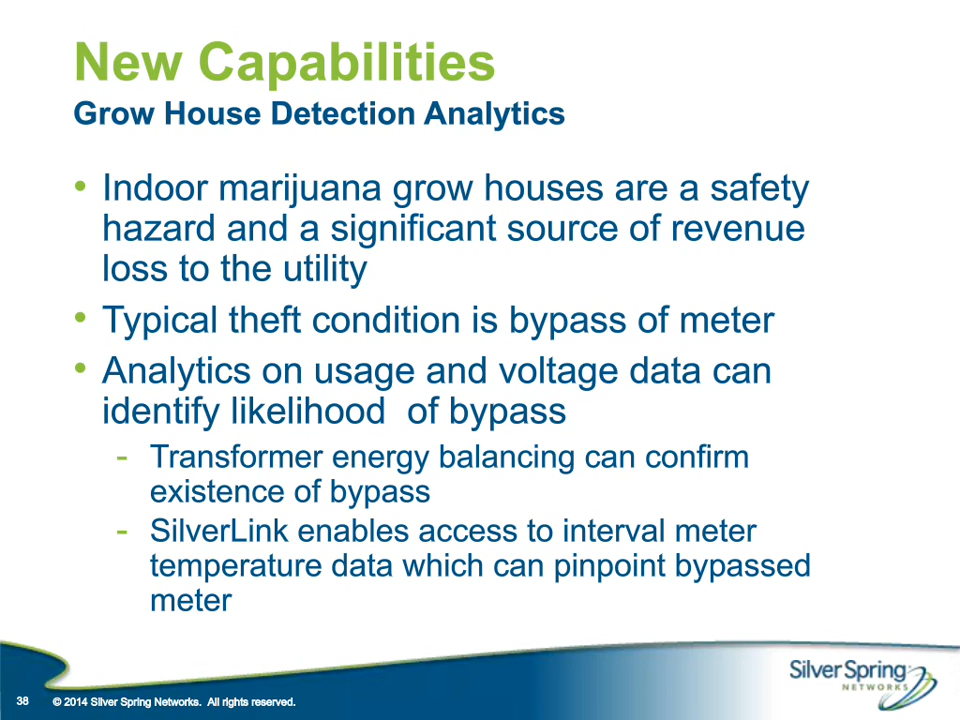 New Capabilities
Grow House Detection Analytics
• Indoor marijuana grow houses are a safety
hazard and a significant source of revenue
loss to the utility
• Typical theft condition is bypass of meter
• Analytics on usage and voltage data can
identify likelihood  of bypass
- Transformer energy balancing can confirm
existence of bypass
- SilverLink enables access to interval meter
temperature data which can pinpoint bypassed
meter
Silver Spring
NETWORKS
38 © 2014 Silver Spring Networks. All rights reserved.